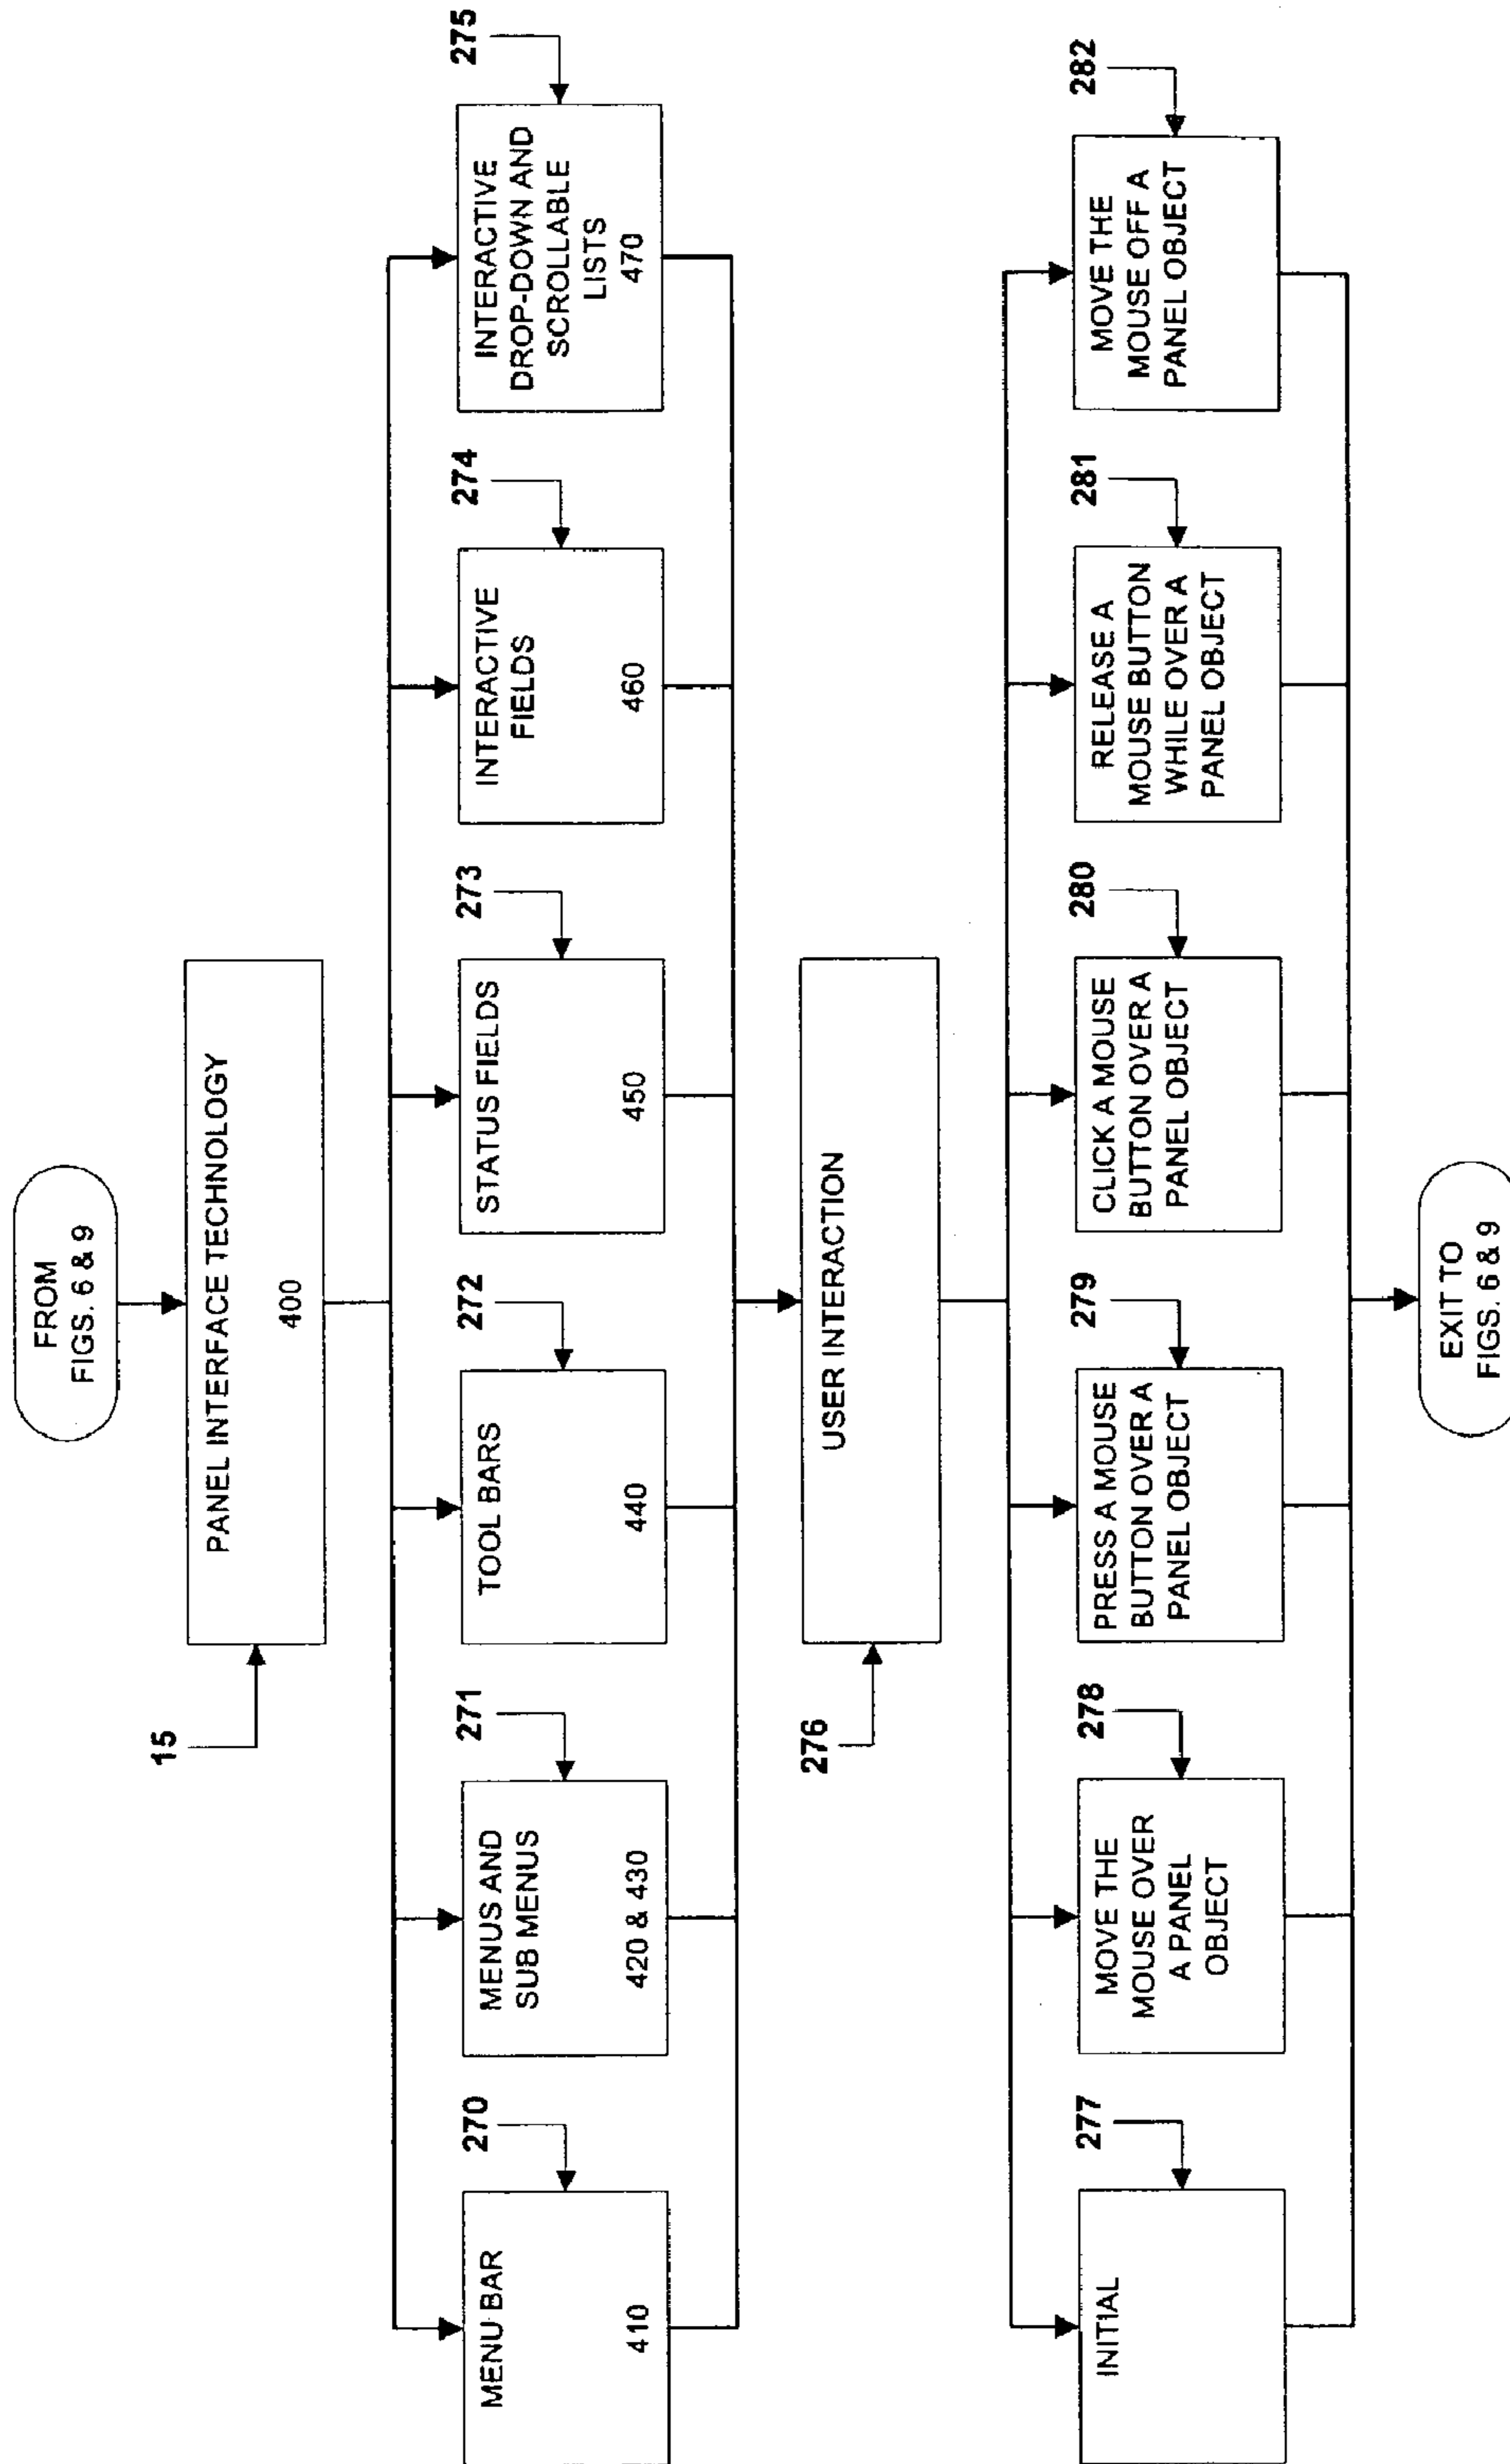 FROM
FIGS. 6 & 9
15
PANEL INTERFACE TECHNOLOGY
400
270
MENU BAR
410
271
MENUS AND
SUB MENUS
420 & 430
272
TOOL BARS
440
273
STATUS FIELDS
450
274
INTERACTIVE
FIELDS
460
275
INTERACTIVE
DROP-DOWN AND
SCROLLABLE
LISTS
470
276
USER INTERACTION
277
INITIAL
278
MOVE THE
MOUSE OVER
A PANEL
OBJECT
279
PRESS A MOUSE
BUTTON OVER A
PANEL OBJECT
280
CLICK A MOUSE
BUTTON OVER A
PANEL OBJECT
281
RELEASE A
MOUSE BUTTON
WHILE OVER A
PANEL OBJECT
282
MOVE THE
MOUSE OFF A
PANEL OBJECT
EXIT TO
FIGS. 6 & 9